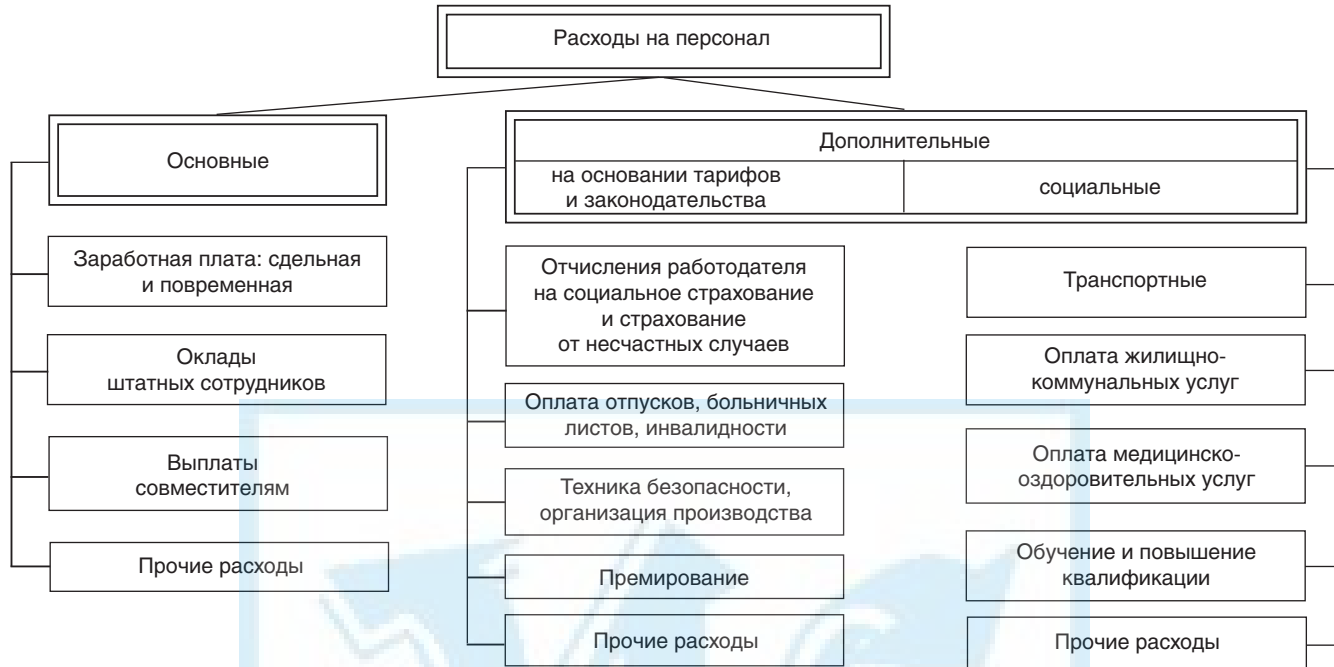 Расходы на персонал
Основные
Заработная плата: сдельная
и повременная
Оклады
штатных сотрудников
Выплаты
совместителям
Прочие расходы
Дополнительные
на основании тарифов
и законодательства
социальные
Отчисления работодателя
на социальное страхование
и страхование
от несчастных случаев
Оплата отпусков, больничных
листов, инвалидности
Техника безопасности,
организация производства
Премирование
Прочие расходы
Транспортные
Оплата жилищно-
коммунальных услуг
Оплата медицинско-
оздоровительных услуг
Обучение и повышение
квалификации
Прочие расходы